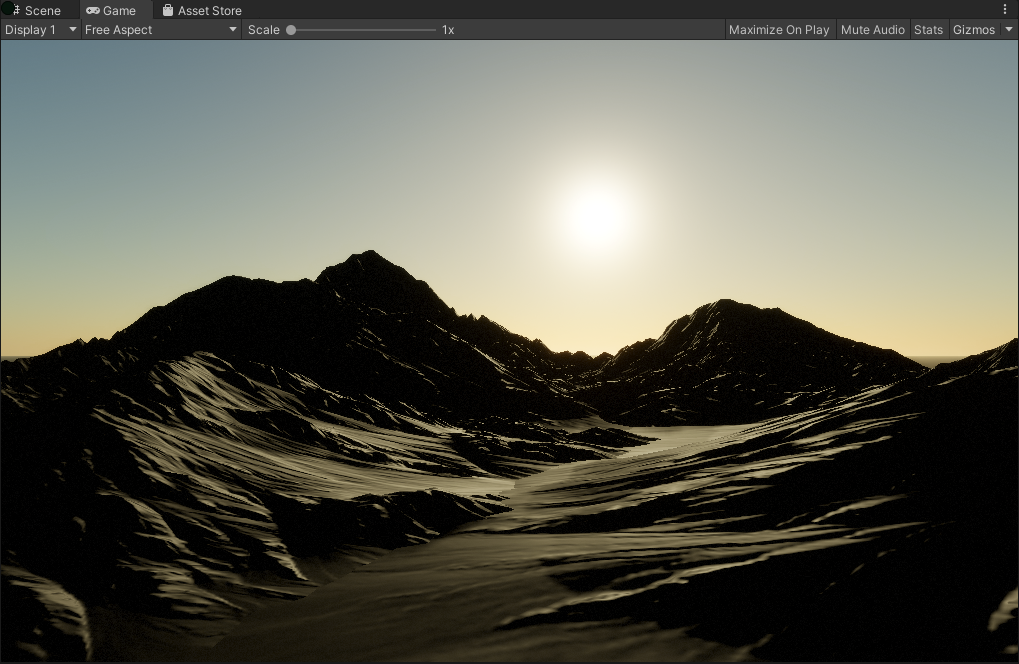 Scene Game Asset Store
Display 1 Free Aspect Scale 1x Maximize On Play Mute Audio Stats Gizmos